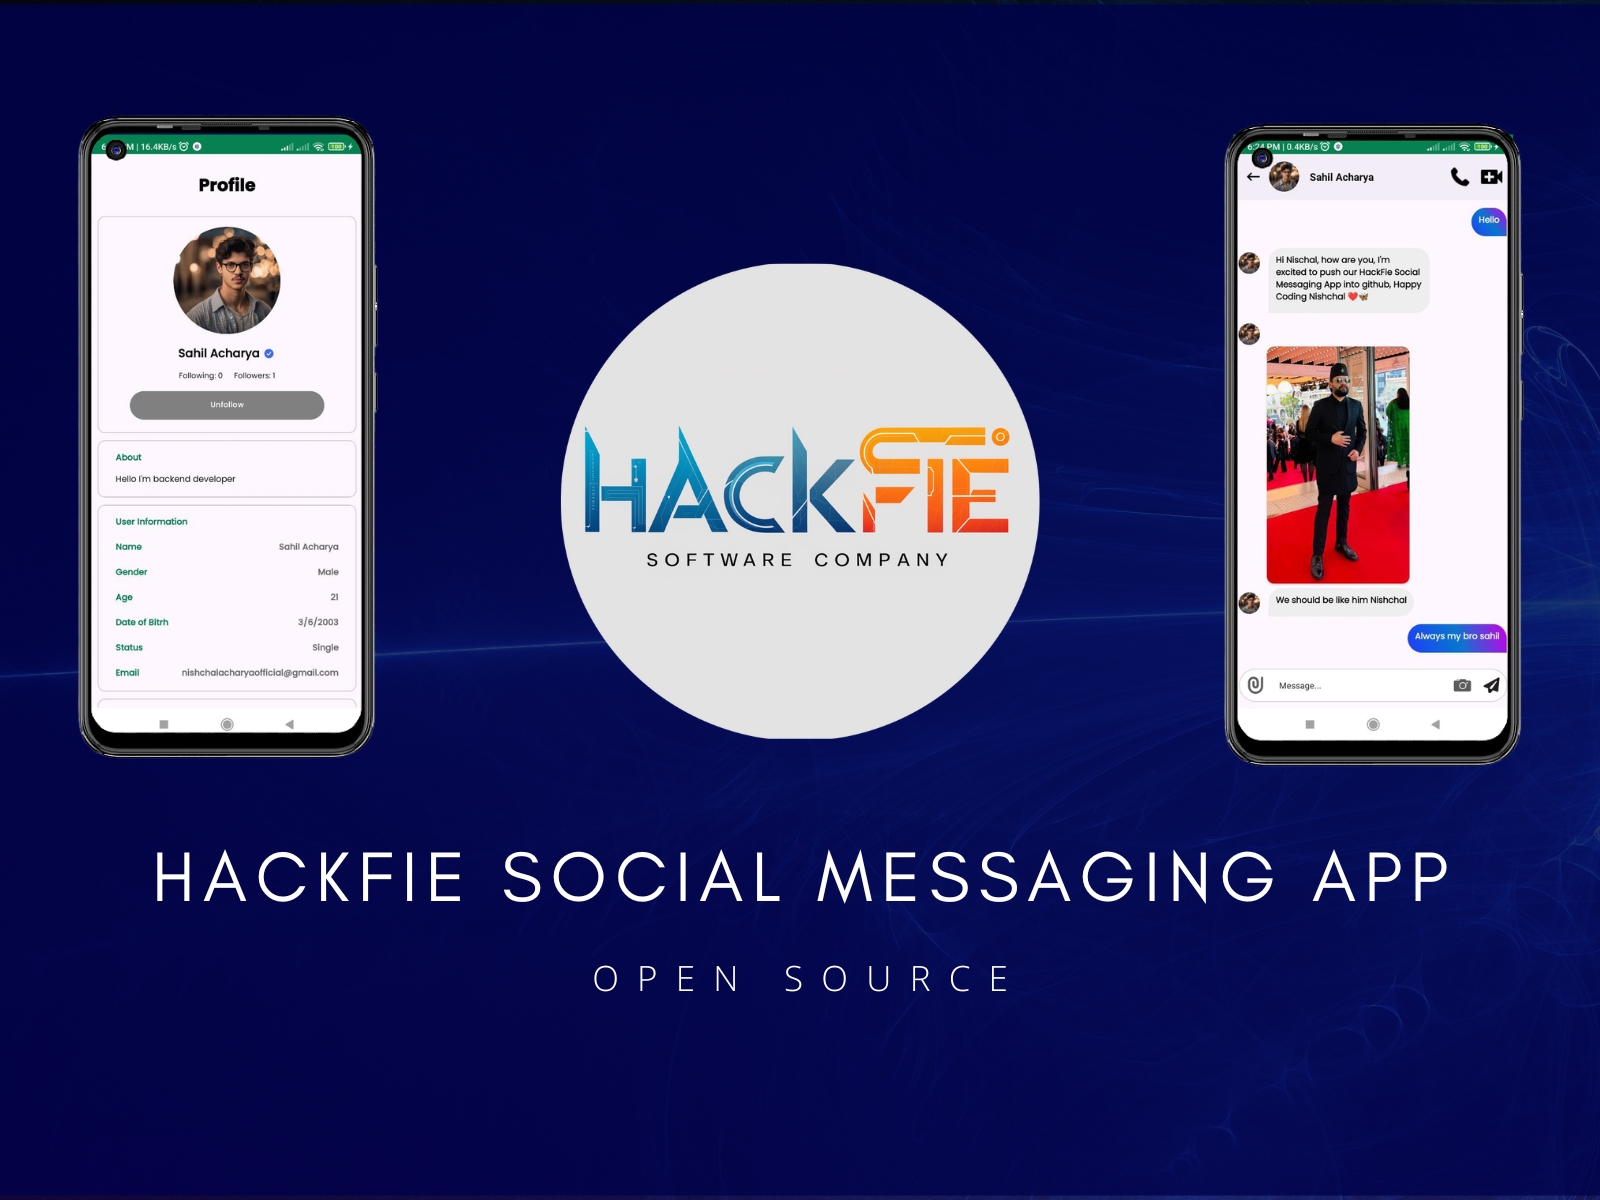 M | 16.4KB/s
100
Profile
Sahil Acharya
Following: 0 Followers: 1
Unfollow
About
Hello I'm backend developer
User Information
Name Sahil Acharya
Gender Male
Age 21
Date of Bitrh 3/6/2003
Status Single
Email nishchalacharyaofficial@gmail.com
HACKFIE
SOFTWARE COMPANY
6:24 PM | 0.4KB/s
100
Sahil Acharya
Hello
Hi Nischal, how are you, I'm
excited to push our HackFie Social
Messaging App into github, Happy
Coding Nishchal ❤️🦋
We should be like him Nishchal
Always my bro sahil
Message...
HACKFIE SOCIAL MESSAGING APP
OPEN SOURCE